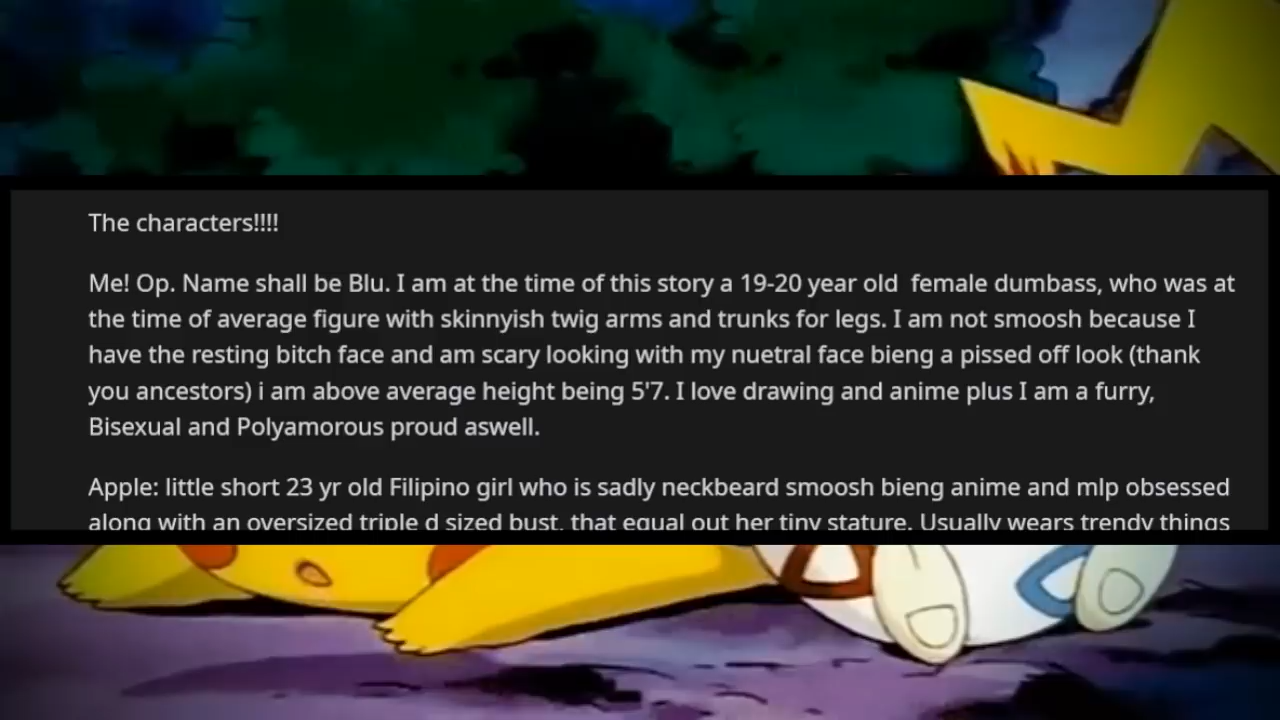 The characters!!!!
Me! Op. Name shall be Blu. I am at the time of this story a 19-20 year old  female dumbass, who was at
the time of average figure with skinnyish twig arms and trunks for legs. I am not smoosh because I
have the resting bitch face and am scary looking with my nuetral face bieng a pissed off look (thank
you ancestors) i am above average height being 5'7. I love drawing and anime plus I am a furry,
Bisexual and Polyamorous proud aswell.
Apple: little short 23 yr old Filipino girl who is sadly neckbeard smoosh bieng anime and mlp obsessed
along with an oversized triple d sized bust, that equal out her tiny stature. Usually wears trendy things